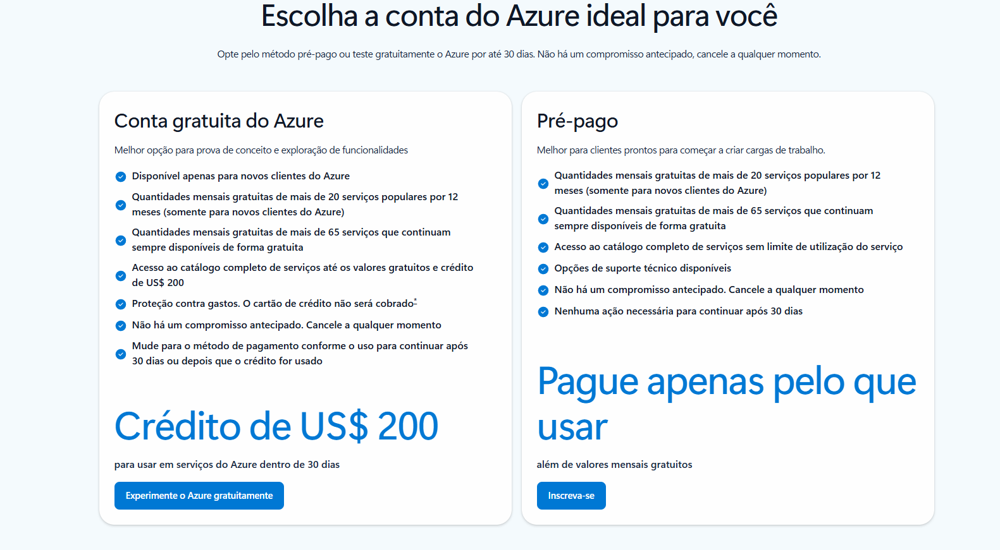 Escolha a conta do Azure ideal para você
Opte pelo método pré-pago ou teste gratuitamente o Azure por até 30 dias. Não há um compromisso antecipado, cancele a qualquer momento.
Conta gratuita do Azure
Melhor opção para prova de conceito e exploração de funcionalidades
Disponível apenas para novos clientes do Azure
Quantidades mensais gratuitas de mais de 20 serviços populares por 12
meses (somente para novos clientes do Azure)
Quantidades mensais gratuitas de mais de 65 serviços que continuam
sempre disponíveis de forma gratuita
Acesso ao catálogo completo de serviços até os valores gratuitos e crédito
de US$ 200
Proteção contra gastos. O cartão de crédito não será cobrado*
Não há um compromisso antecipado. Cancele a qualquer momento
Mude para o método de pagamento conforme o uso para continuar após
30 dias ou depois que o crédito for usado
Crédito de US$ 200
para usar em serviços do Azure dentro de 30 dias
Experimente o Azure gratuitamente
Pré-pago
Melhor para clientes prontos para começar a criar cargas de trabalho.
Quantidades mensais gratuitas de mais de 20 serviços populares por 12
meses (somente para novos clientes do Azure)
Quantidades mensais gratuitas de mais de 65 serviços que continuam
sempre disponíveis de forma gratuita
Acesso ao catálogo completo de serviços sem limite de utilização do serviço
Opções de suporte técnico disponíveis
Não há um compromisso antecipado. Cancele a qualquer momento
Nenhuma ação necessária para continuar após 30 dias
Pague apenas pelo que
usar
além de valores mensais gratuitos
Inscreva-se